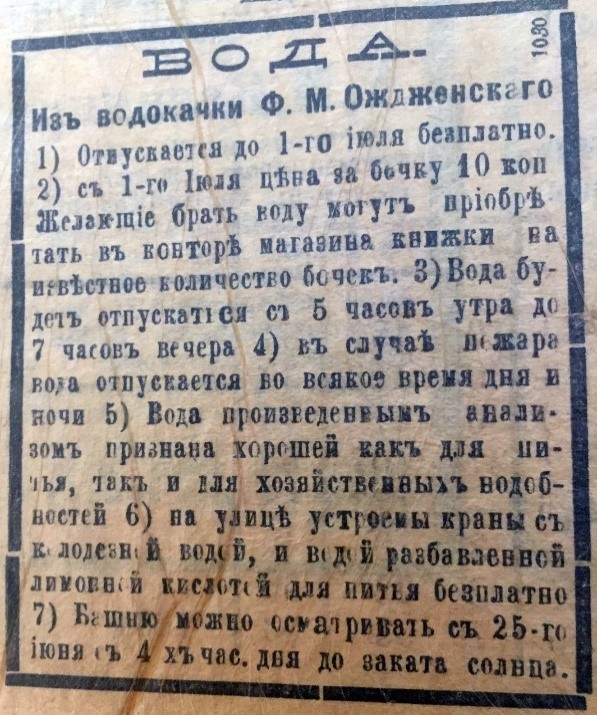 ВОДА.
1030
Изъ водокачки Ф. М. Ожджен­скаго
1) Отпускается до 1-го іюля безплатно.
2) съ 1-го Іюля цѣна за бочку 10 коп
Желающіе брать воду могутъ пріобрѣ
тать въ конторѣ магазина книжки на
извѣстное количество бочекъ. 3) Вода бу-
детъ отпускаться съ 5 часовъ утра до
7 часовъ вечера 4) въ случаѣ пожара
вода отпускается во всякое время дня и
ночи 5) Вода произведеннымъ анали-
зомъ признана хорошей какъ для пи-
тья, такъ и для хозяйственныхъ надоб-
ностей 6) на улицѣ устроены краны съ
колодезной водей, и водей разбавленной
лимонной кислотой для питья безплатно
7) Башню можно осматривать съ 25-го
іюня съ 4 хъ час. дня до заката солнца.